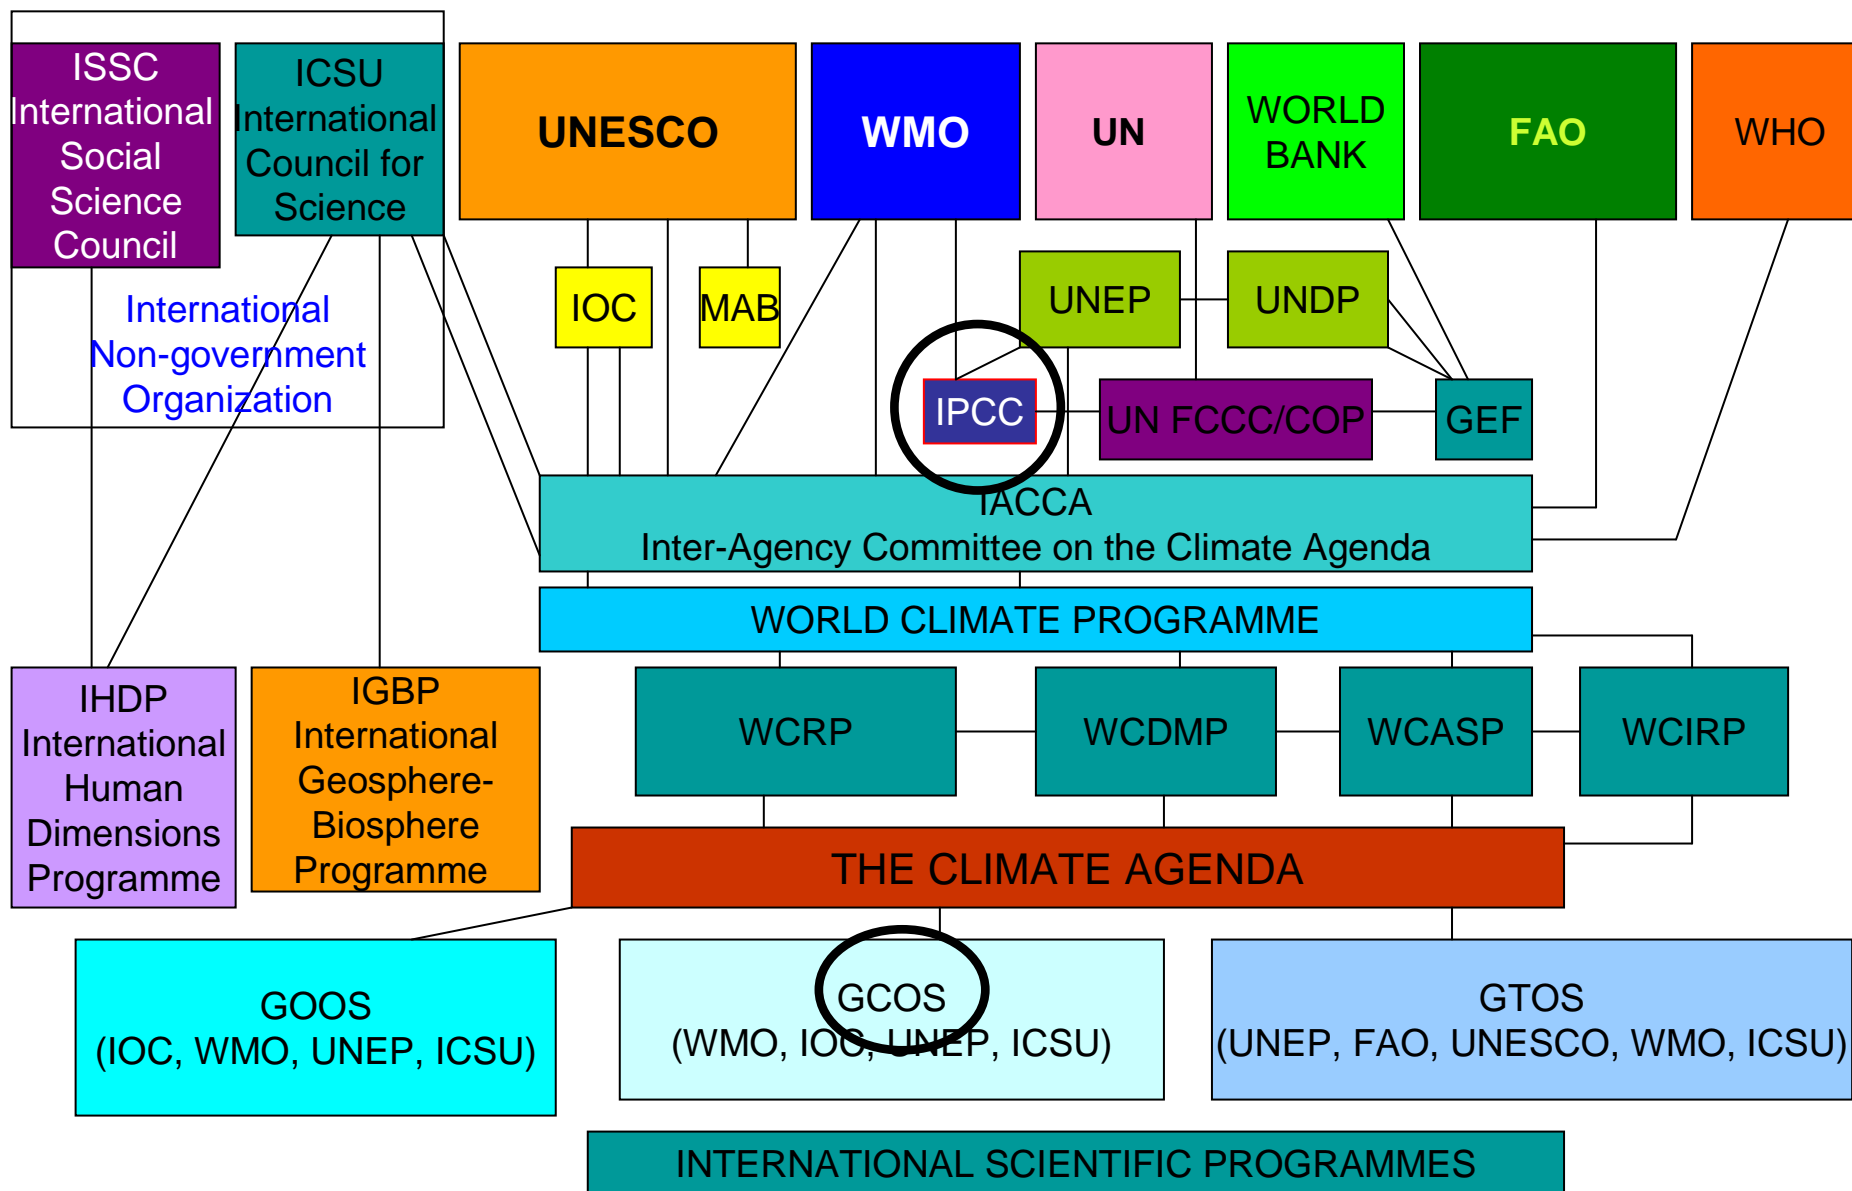 ISSC
International
Social
Science
Council
ICSU
International
Council for
Science
UNESCO
WMO
UN
WORLD
BANK
FAO
WHO
International
Non-government
Organization
IOC
MAB
UNEP
UNDP
IPCC
UN FCCC/COP
GEF
IACCA
Inter-Agency Committee on the Climate Agenda
WORLD CLIMATE PROGRAMME
IHDP
International
Human
Dimensions
Programme
IGBP
International
Geosphere-
Biosphere
Programme
WCRP
WCDMP
WCASP
WCIRP
THE CLIMATE AGENDA
GOOS
(IOC, WMO, UNEP, ICSU)
GCOS
(WMO, IOC, UNEP, ICSU)
GTOS
(UNEP, FAO, UNESCO, WMO, ICSU)
INTERNATIONAL SCIENTIFIC PROGRAMMES